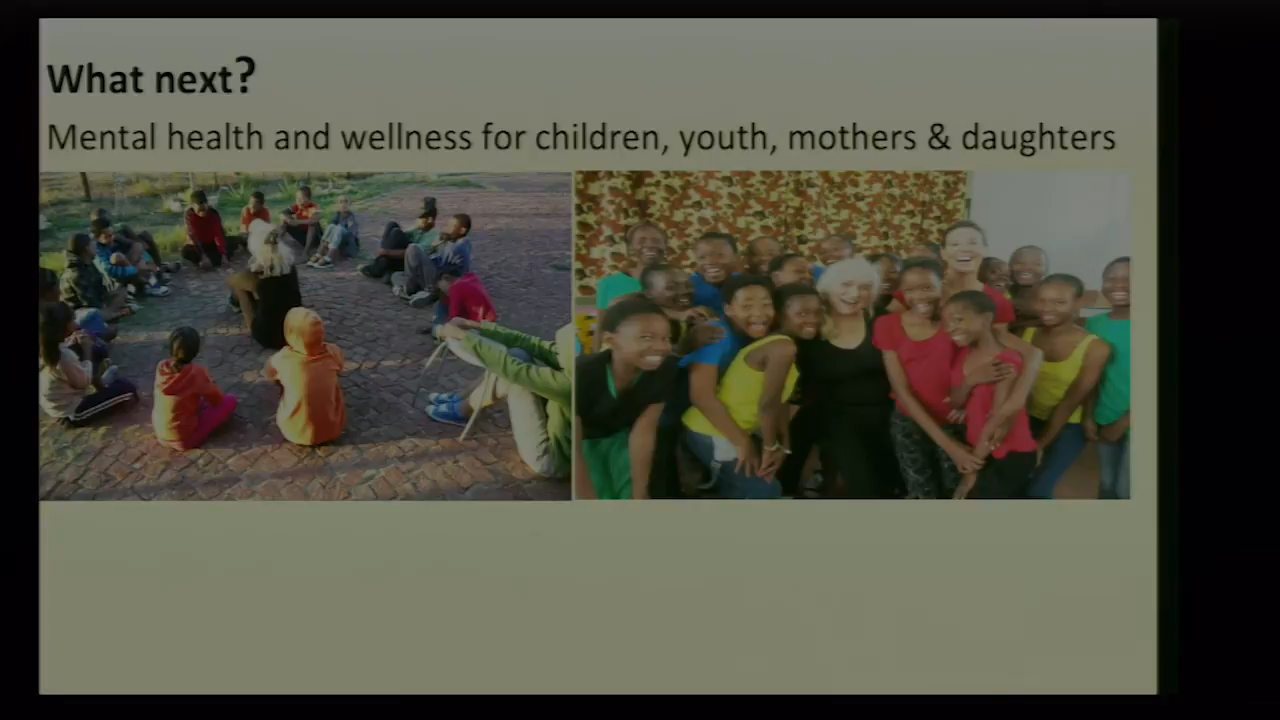 What next?
Mental health and wellness for children, youth, mothers & daughters